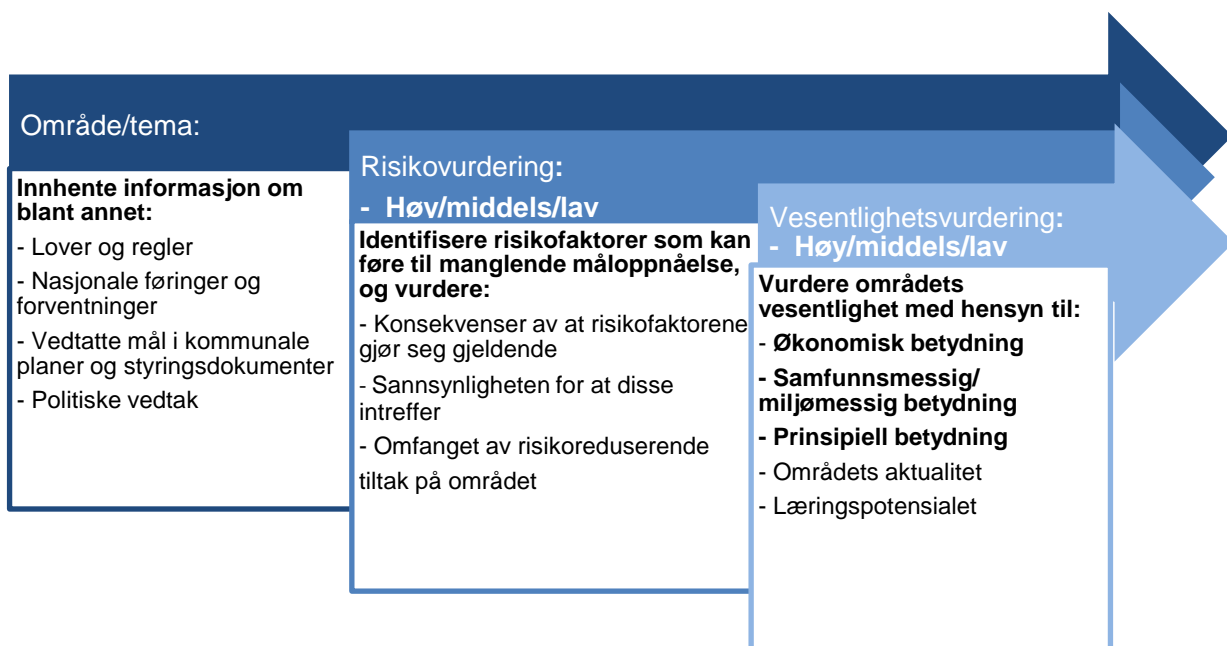 Område/tema:
Innhente informasjon om
blant annet:
- Lover og regler
- Nasjonale føringer og
forventninger
- Vedtatte mål i kommunale
planer og styringsdokumenter
- Politiske vedtak
Risikovurdering:
- Høy/middels/lav
Identifisere risikofaktorer som kan
føre til manglende måloppnåelse,
og vurdere:
- Konsekvenser av at risikofaktorene
gjør seg gjeldende
- Sannsynligheten for at disse
intreffer
- Omfanget av risikoreduserende
tiltak på området
Vesentlighetsvurdering:
- Høy/middels/lav
Vurdere områdets
vesentlighet med hensyn til:
- Økonomisk betydning
- Samfunnsmessig/
miljømessig betydning
- Prinsipiell betydning
- Områdets aktualitet
- Læringspotensialet